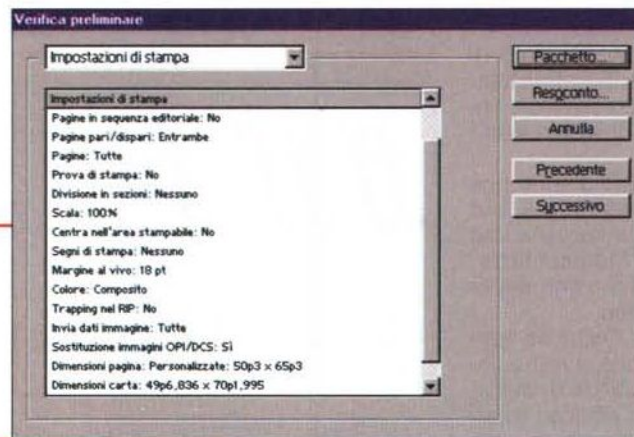 Verifica preliminare
Impostazioni di stampa
Impostazioni di stampa
Pagine in sequenza editoriale: No
Pagine pari/dispari: Entrambe
Pagine: Tutte
Prova di stampa: No
Divisione in sezioni: Nessuno
Scala: 100%
Centra nell'area stampabile: No
Segni di stampa: Nessuno
Margine al vivo: 18 pt
Colore: Composito
Trapping nel RIP: No
Invia dati immagine: Tutte
Sostituzione immagini OPI/DCS: Sì
Dimensioni pagina: Personalizzate: 50p3 x 65p3
Dimensioni carta: 49p6,836 x 70p1,995
Pacchetto...
Resoconto...
Annulla
Precedente
Successivo